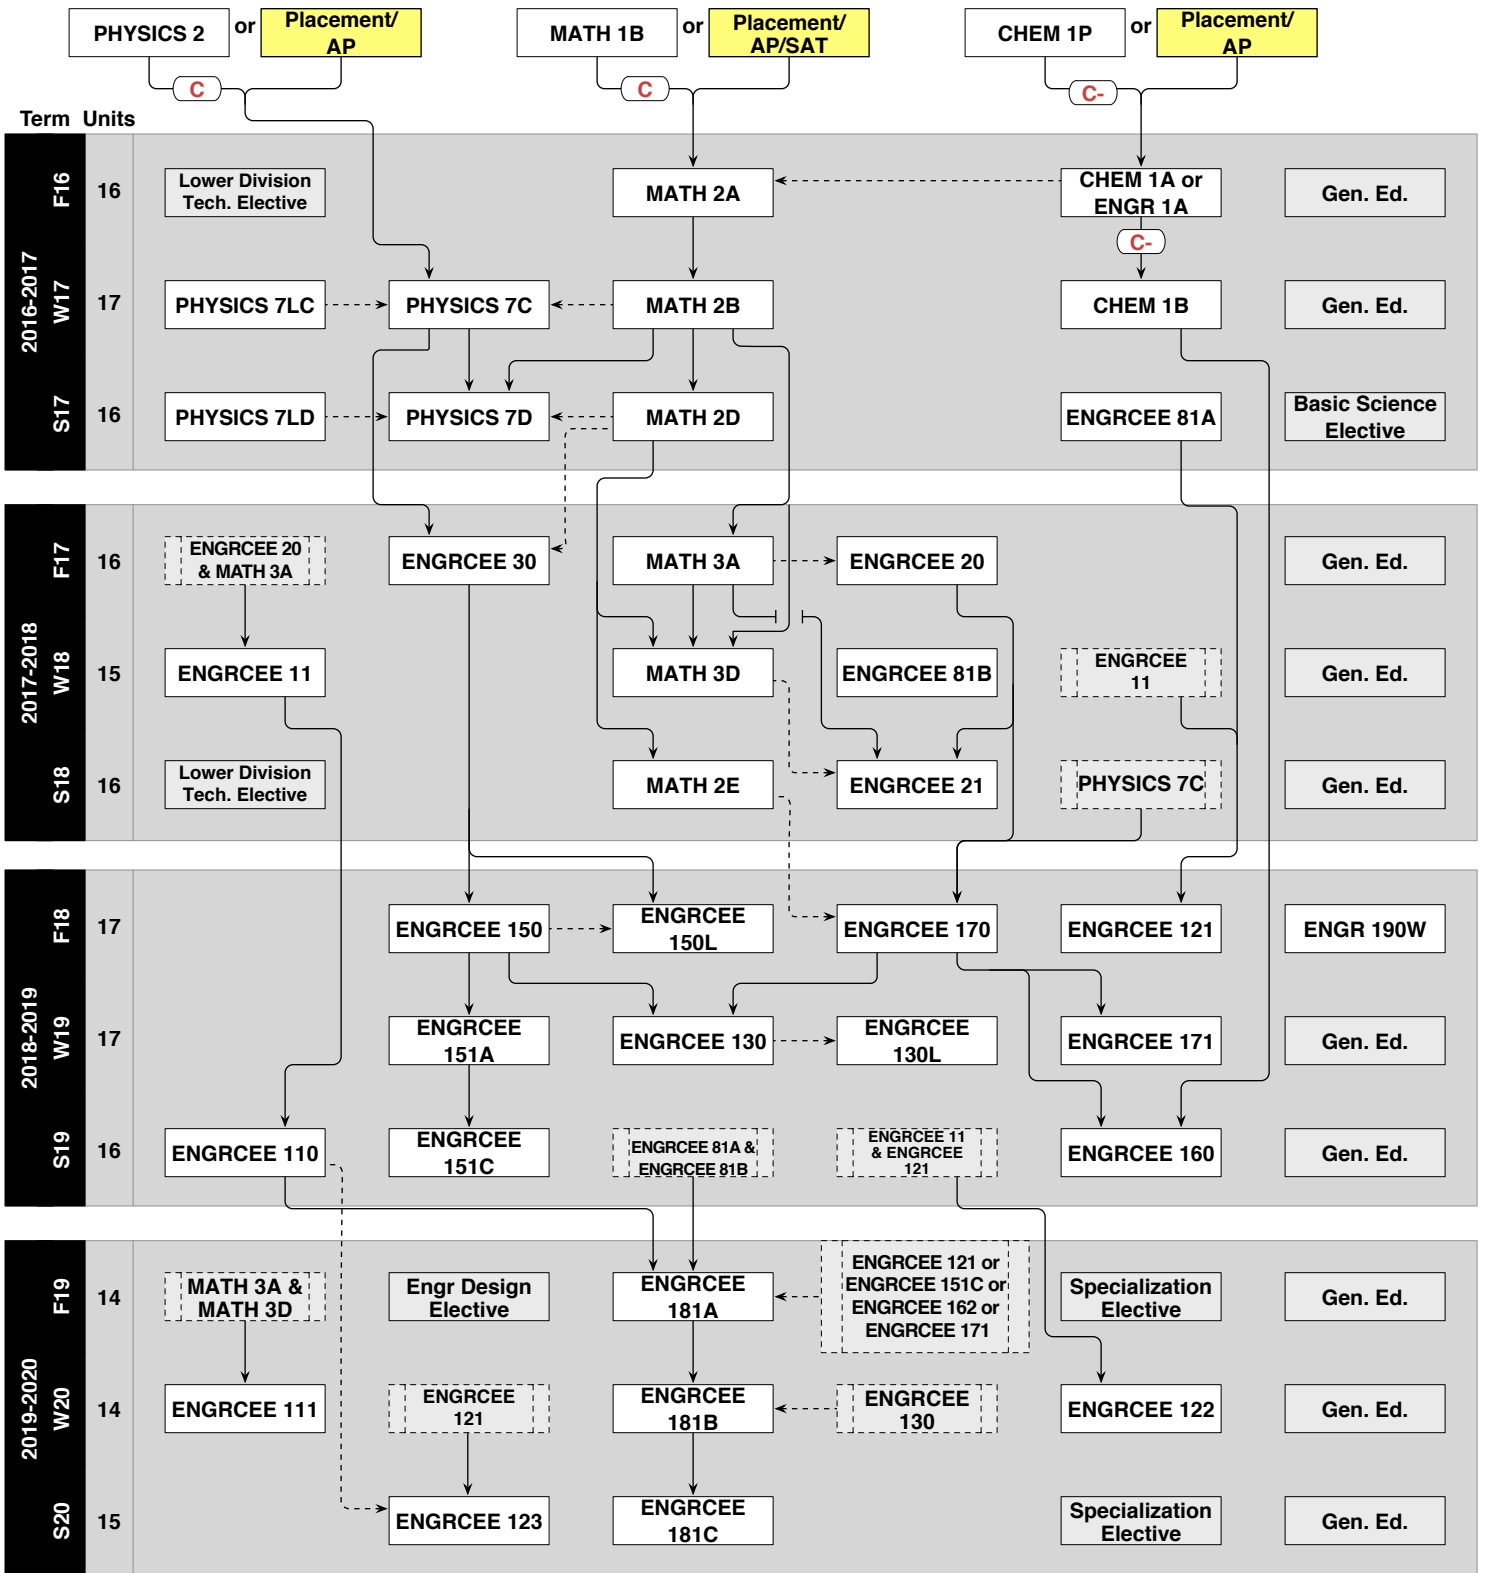 PHYSICS 2
or
Placement/
AP
MATH 1B
or
Placement/
AP/SAT
CHEM 1P
or
Placement/
AP
C
C
C-
Term Units
2016-2017
F16
16
Lower Division
Tech. Elective
MATH 2A
CHEM 1A or
ENGR 1A
Gen. Ed.
C-
W17
17
PHYSICS 7LC
PHYSICS 7C
MATH 2B
CHEM 1B
Gen. Ed.
S17
16
PHYSICS 7LD
PHYSICS 7D
MATH 2D
ENGRCEE 81A
Basic Science
Elective
2017-2018
F17
16
ENGRCEE 20
& MATH 3A
ENGRCEE 30
MATH 3A
ENGRCEE 20
Gen. Ed.
W18
15
ENGRCEE 11
MATH 3D
ENGRCEE 81B
ENGRCEE
11
Gen. Ed.
S18
16
Lower Division
Tech. Elective
MATH 2E
ENGRCEE 21
PHYSICS 7C
Gen. Ed.
2018-2019
F18
17
ENGRCEE 150
ENGRCEE
150L
ENGRCEE 170
ENGRCEE 121
ENGR 190W
W19
17
ENGRCEE
151A
ENGRCEE 130
ENGRCEE
130L
ENGRCEE 171
Gen. Ed.
S19
16
ENGRCEE 110
ENGRCEE
151C
ENGRCEE 81A &
ENGRCEE 81B
ENGRCEE 11
& ENGRCEE
121
ENGRCEE 160
Gen. Ed.
2019-2020
F19
14
MATH 3A &
MATH 3D
Engr Design
Elective
ENGRCEE
181A
ENGRCEE 121 or
ENGRCEE 151C or
ENGRCEE 162 or
ENGRCEE 171
Specialization
Elective
Gen. Ed.
W20
14
ENGRCEE 111
ENGRCEE
121
ENGRCEE
181B
ENGRCEE
130
ENGRCEE 122
Gen. Ed.
S20
15
ENGRCEE 123
ENGRCEE
181C
Specialization
Elective
Gen. Ed.